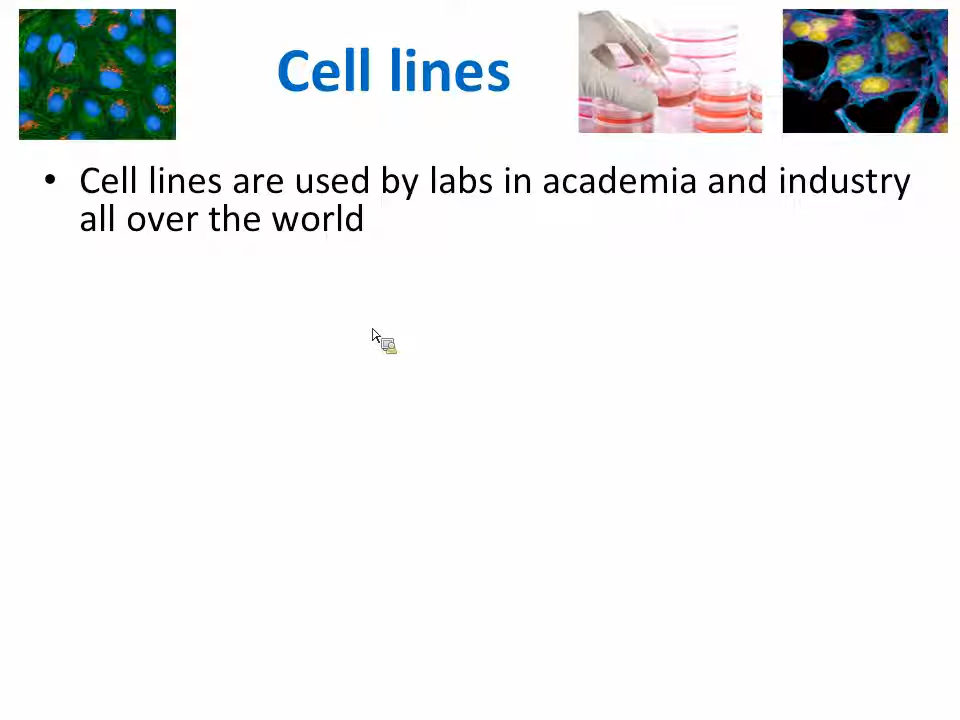 Cell lines
• Cell lines are used by labs in academia and industry
all over the world